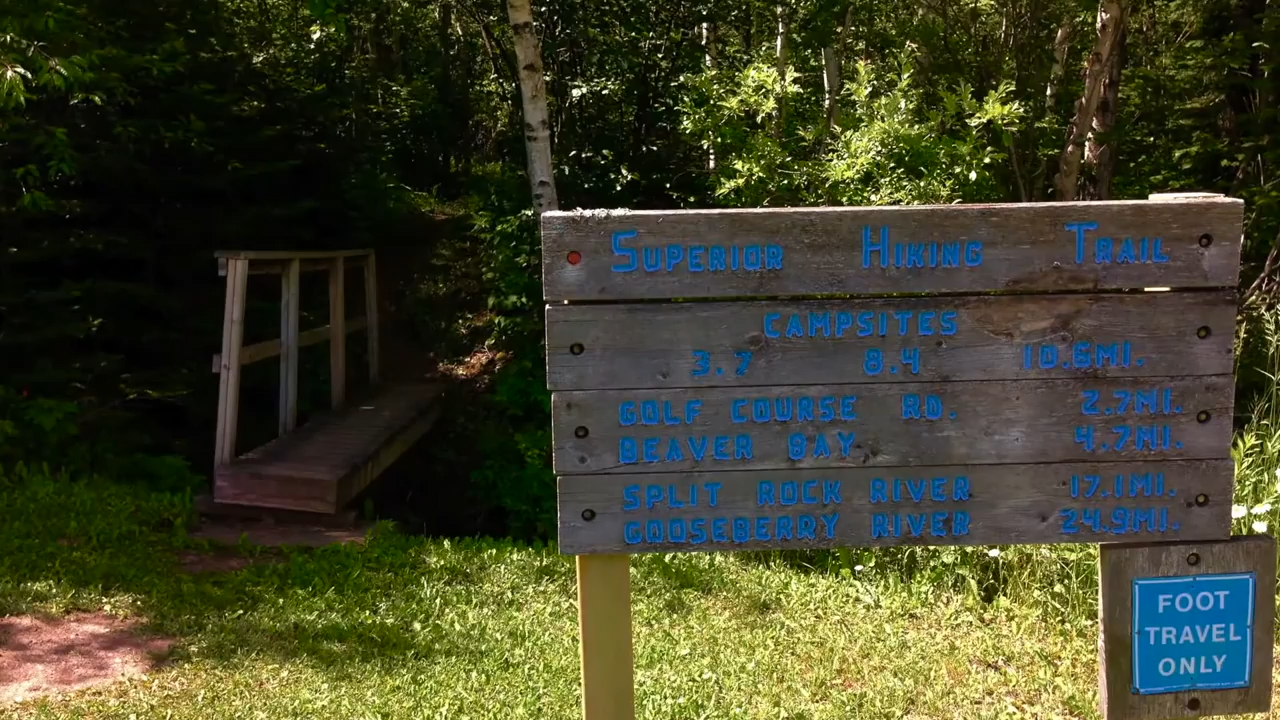 SUPERIOR HIKING TRAIL
CAMPSITES
3.7 8.4 10.6MI.
GOLF COURSE RD. 2.7MI.
BEAVER BAY 4.7MI.
SPLIT ROCK RIVER 17.1MI.
GOOSEBERRY RIVER 24.9MI.
FOOT
TRAVEL
ONLY